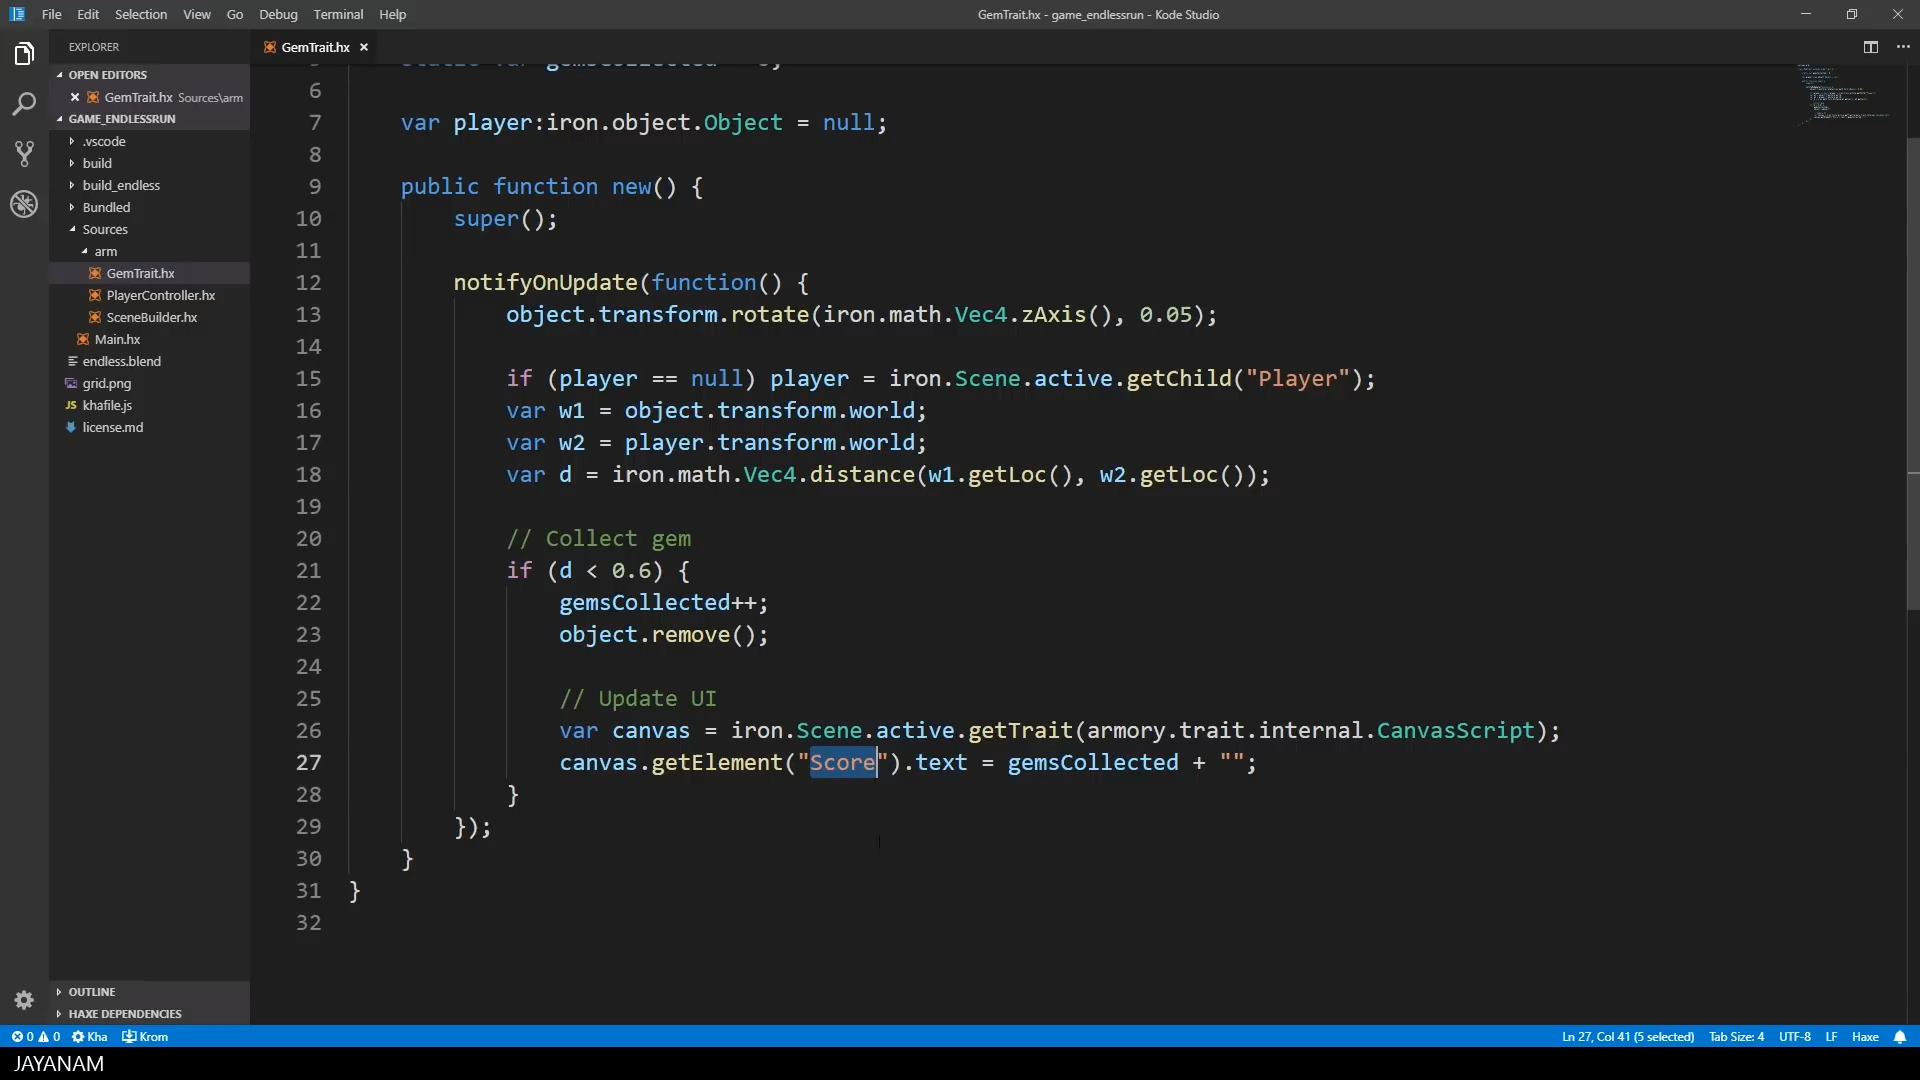 File Edit Selection View Go Debug Terminal Help
GemTrait.hx - game_endlessrun - Kode Studio
EXPLORER
GemTrait.hx
OPEN EDITORS
GemTrait.hx Sources\arm
GAME_ENDLESSRUN
.vscode
build
build_endless
Bundled
Sources
arm
GemTrait.hx
PlayerController.hx
SceneBuilder.hx
Main.hx
endless.blend
grid.png
JS khafile.js
license.md
OUTLINE
HAXE DEPENDENCIES
6
7 var player:iron.object.Object = null;
8
9 public function new() {
10 super();
11
12 notifyOnUpdate(function() {
13 object.transform.rotate(iron.math.Vec4.zAxis(), 0.05);
14
15 if (player == null) player = iron.Scene.active.getChild("Player");
16 var w1 = object.transform.world;
17 var w2 = player.transform.world;
18 var d = iron.math.Vec4.distance(w1.getLoc(), w2.getLoc());
19
20 // Collect gem
21 if (d < 0.6) {
22 gemsCollected++;
23 object.remove();
24
25 // Update UI
26 var canvas = iron.Scene.active.getTrait(armory.trait.internal.CanvasScript);
27 canvas.getElement("Score").text = gemsCollected + "";
28 }
29 });
30 }
31 }
32
0 0 Kha Krom
Ln 27, Col 41 (5 selected) Tab Size: 4 UTF-8 LF Haxe
JAYANAM